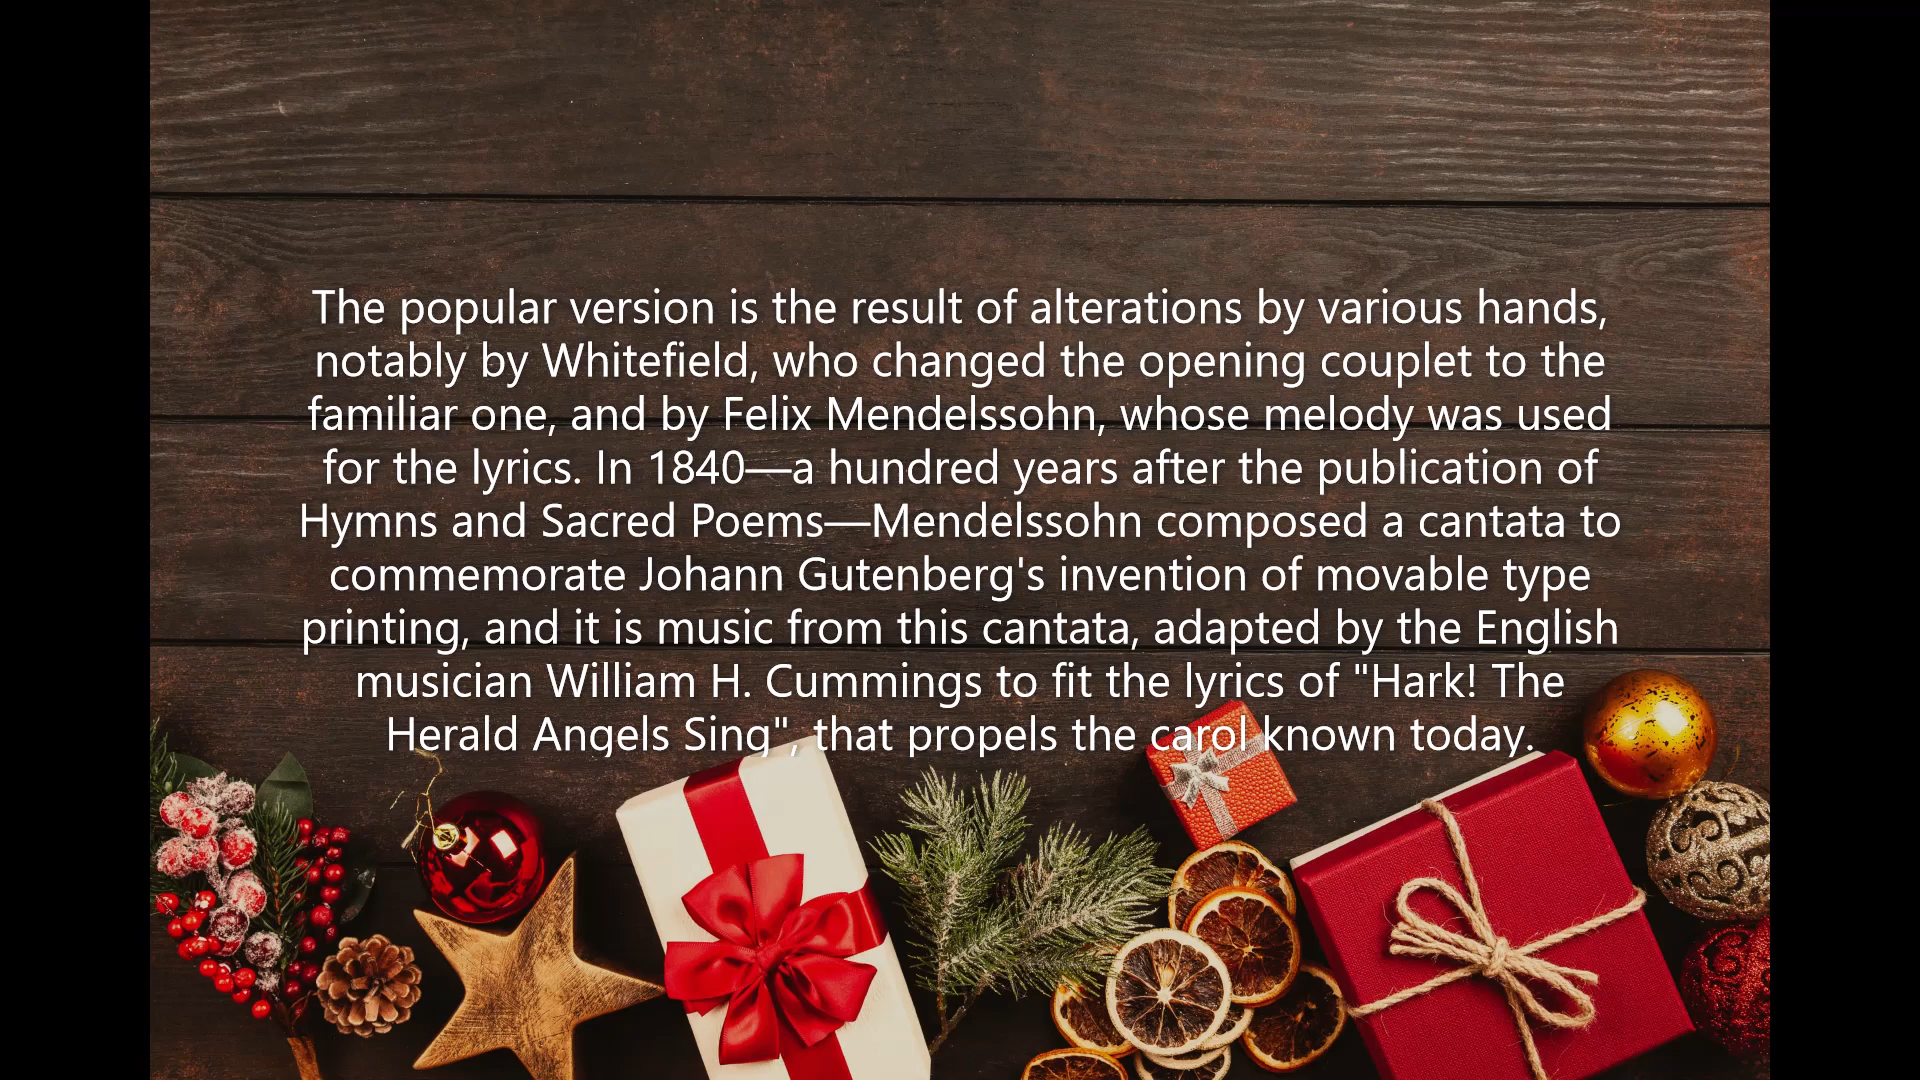 The popular version is the result of alterations by various hands,
notably by Whitefield, who changed the opening couplet to the
familiar one, and by Felix Mendelssohn, whose melody was used
for the lyrics. In 1840—a hundred years after the publication of
Hymns and Sacred Poems—Mendelssohn composed a cantata to
commemorate Johann Gutenberg's invention of movable type
printing, and it is music from this cantata, adapted by the English
musician William H. Cummings to fit the lyrics of "Hark! The
Herald Angels Sing", that propels the carol known today.